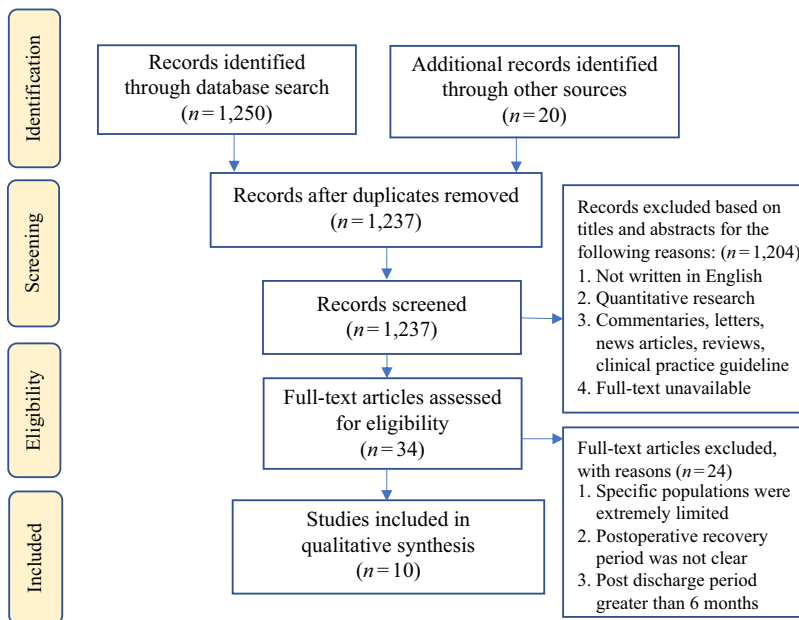 Identification
Records identified
through database search
(n=1,250)
Additional records identified
through other sources
(n=20)
Screening
Records after duplicates removed
(n=1,237)
Records excluded based on
titles and abstracts for the
following reasons: (n=1,204)
1. Not written in English
2. Quantitative research
3. Commentaries, letters,
news articles, reviews,
clinical practice guideline
4. Full-text unavailable
Records screened
(n=1,237)
Eligibility
Full-text articles assessed
for eligibility
(n=34)
Full-text articles excluded,
with reasons (n=24)
1. Specific populations were
extremely limited
2. Postoperative recovery
period was not clear
3. Post discharge period
greater than 6 months
Included
Studies included in
qualitative synthesis
(n=10)